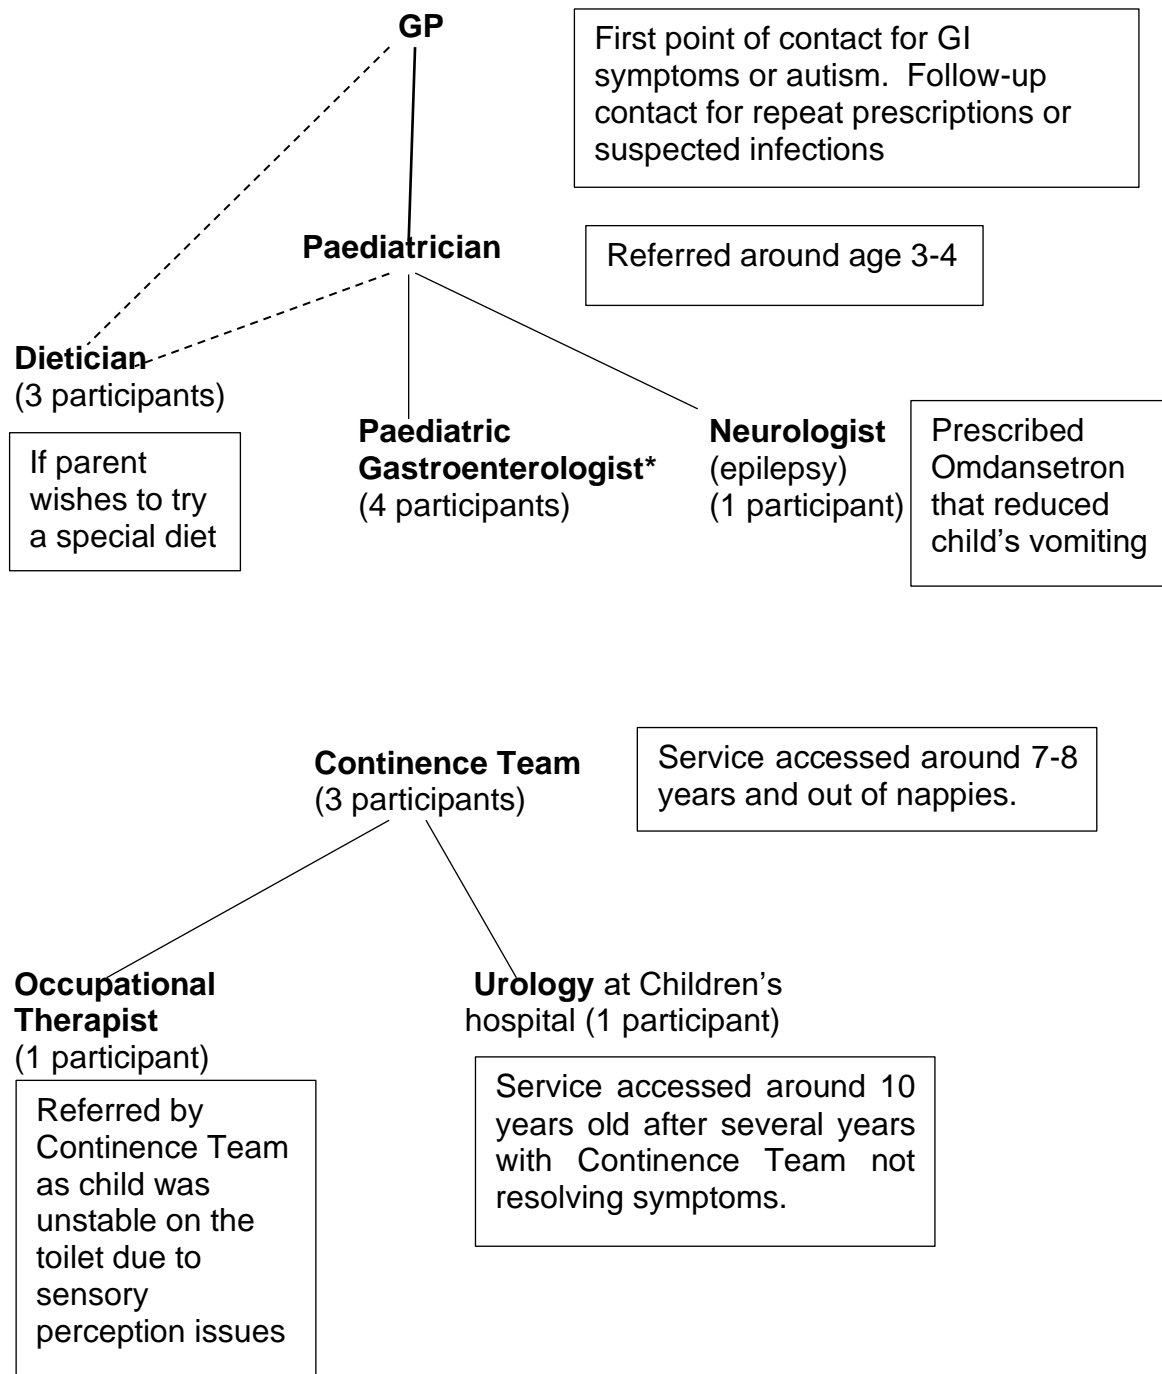 GP
First point of contact for GI
symptoms or autism.  Follow-up
contact for repeat prescriptions or
suspected infections
Paediatrician
Referred around age 3-4
Dietician
(3 participants)
If parent
wishes to try
a special diet
Paediatric
Gastroenterologist*
(4 participants)
Neurologist
(epilepsy)
(1 participant)
Prescribed
Omdansetron
that reduced
child’s vomiting
Continence Team
(3 participants)
Service accessed around 7-8
years and out of nappies.
Occupational
Therapist
(1 participant)
Referred by
Continence Team
as child was
unstable on the
toilet due to
sensory
perception issues
Urology at Children’s
hospital (1 participant)
Service accessed around 10
years old after several years
with Continence Team not
resolving symptoms.